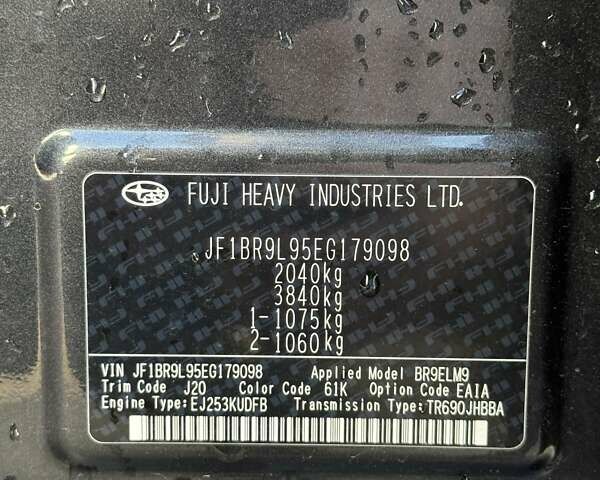 FUJI HEAVY INDUSTRIES LTD.
JF1BR9L95EG179098
2040kg
3840kg
1-1075kg
2-1060kg
VIN JF1BR9L95EG179098 Applied Model BR9ELM9
Trim Code J20 Color Code 61K Option Code EA1A
Engine Type:EJ253KUDFB Transmission Type:TR690JHBBA